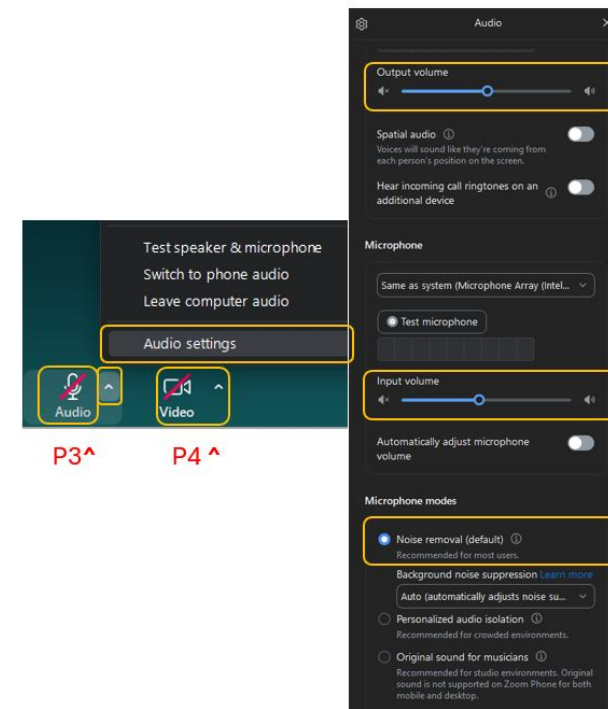 Test speaker & microphone
Switch to phone audio
Leave computer audio
Audio settings
Audio
Video
P3^
P4 ^
Audio
Output volume
Spatial audio
Voices will sound like they're coming from
each person's position on the screen.
Hear incoming call ringtones on an
additional device
Microphone
Same as system (Microphone Array (Intel...
Test microphone
Input volume
Automatically adjust microphone
volume
Microphone modes
Noise removal (default)
Recommended for most users.
Background noise suppression Learn more
Auto (automatically adjusts noise su...
Personalized audio isolation
Recommended for crowded environments.
Original sound for musicians
Recommended for studio environments. Original
sound is not supported on Zoom Phone for both
mobile and desktop.